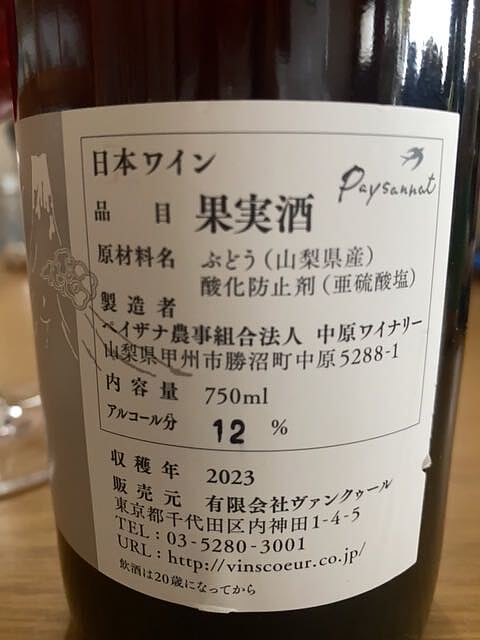 日本ワイン
Paysannat
品目 果実酒
原材料名 ぶどう(山梨県産)
酸化防止剤(亜硫酸塩)
製造者
ペイザナ農事組合法人 中原ワイナリー
山梨県甲州市勝沼町中原5288-1
内容量 750ml
アルコール分 12 %
収穫年 2023
販売元 有限会社ヴァンクゥール
東京都千代田区内神田1-4-5
TEL:03-5280-3001
URL:http://vinscoeur.co.jp/
飲酒は20歳になってから